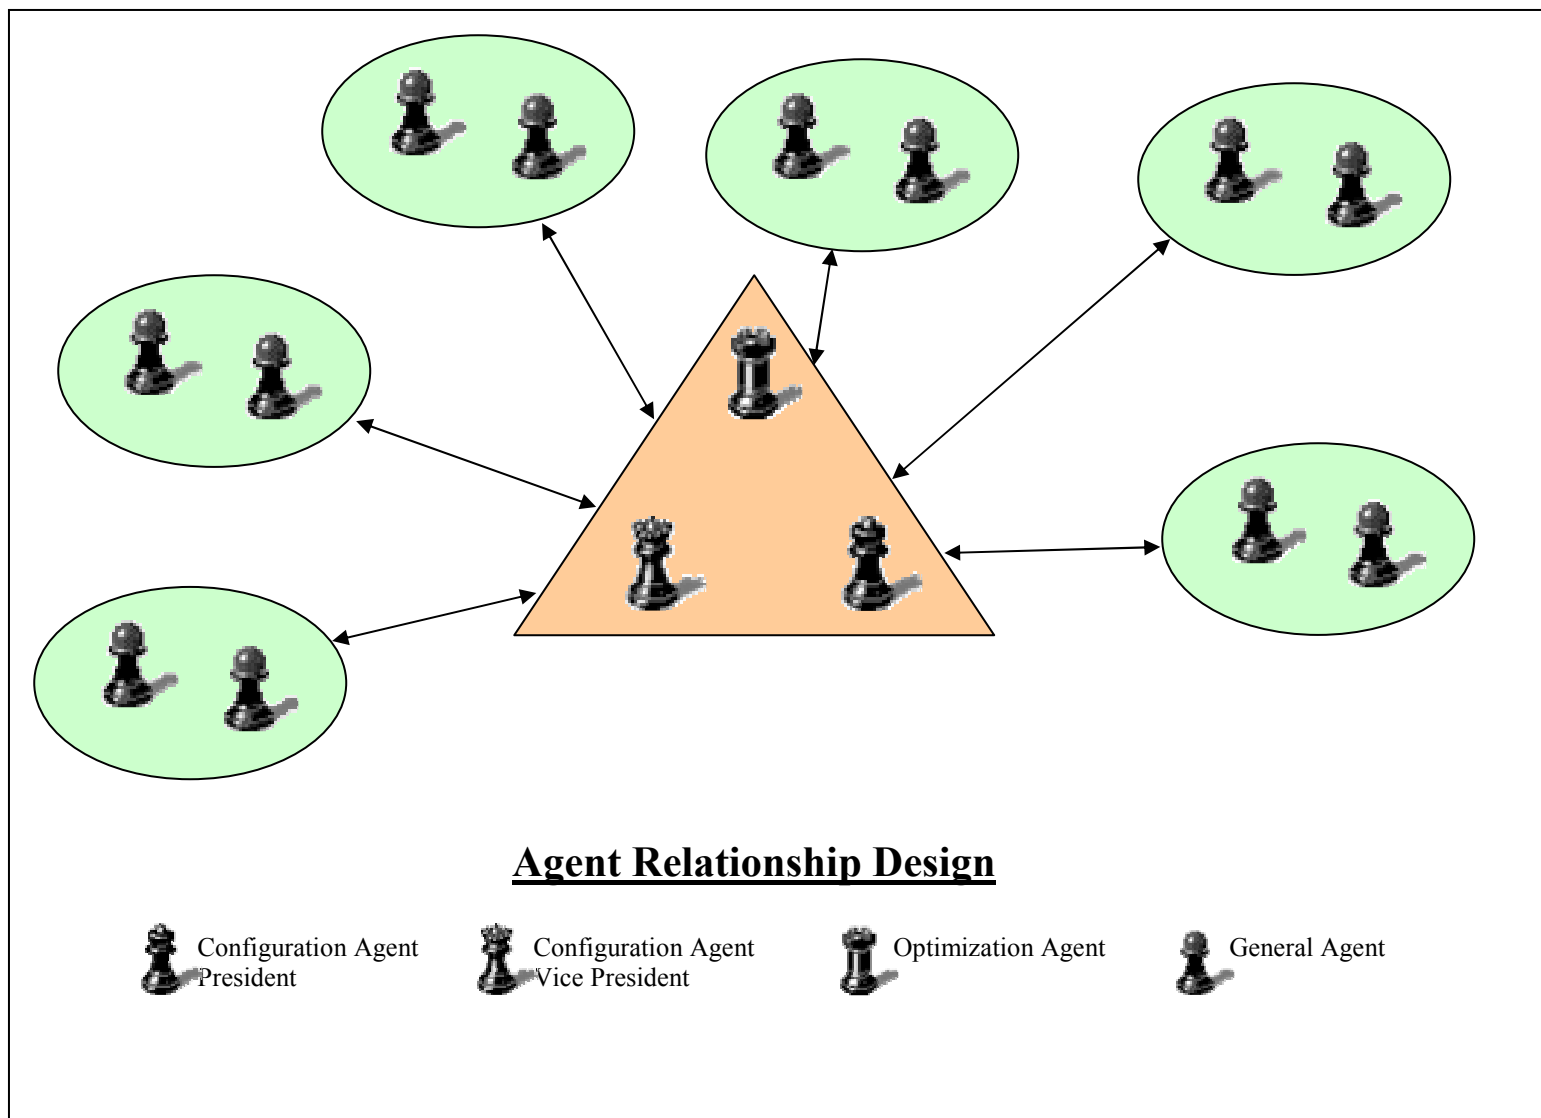 Agent Relationship Design
Configuration Agent
President
Configuration Agent
Vice President
Optimization Agent
General Agent